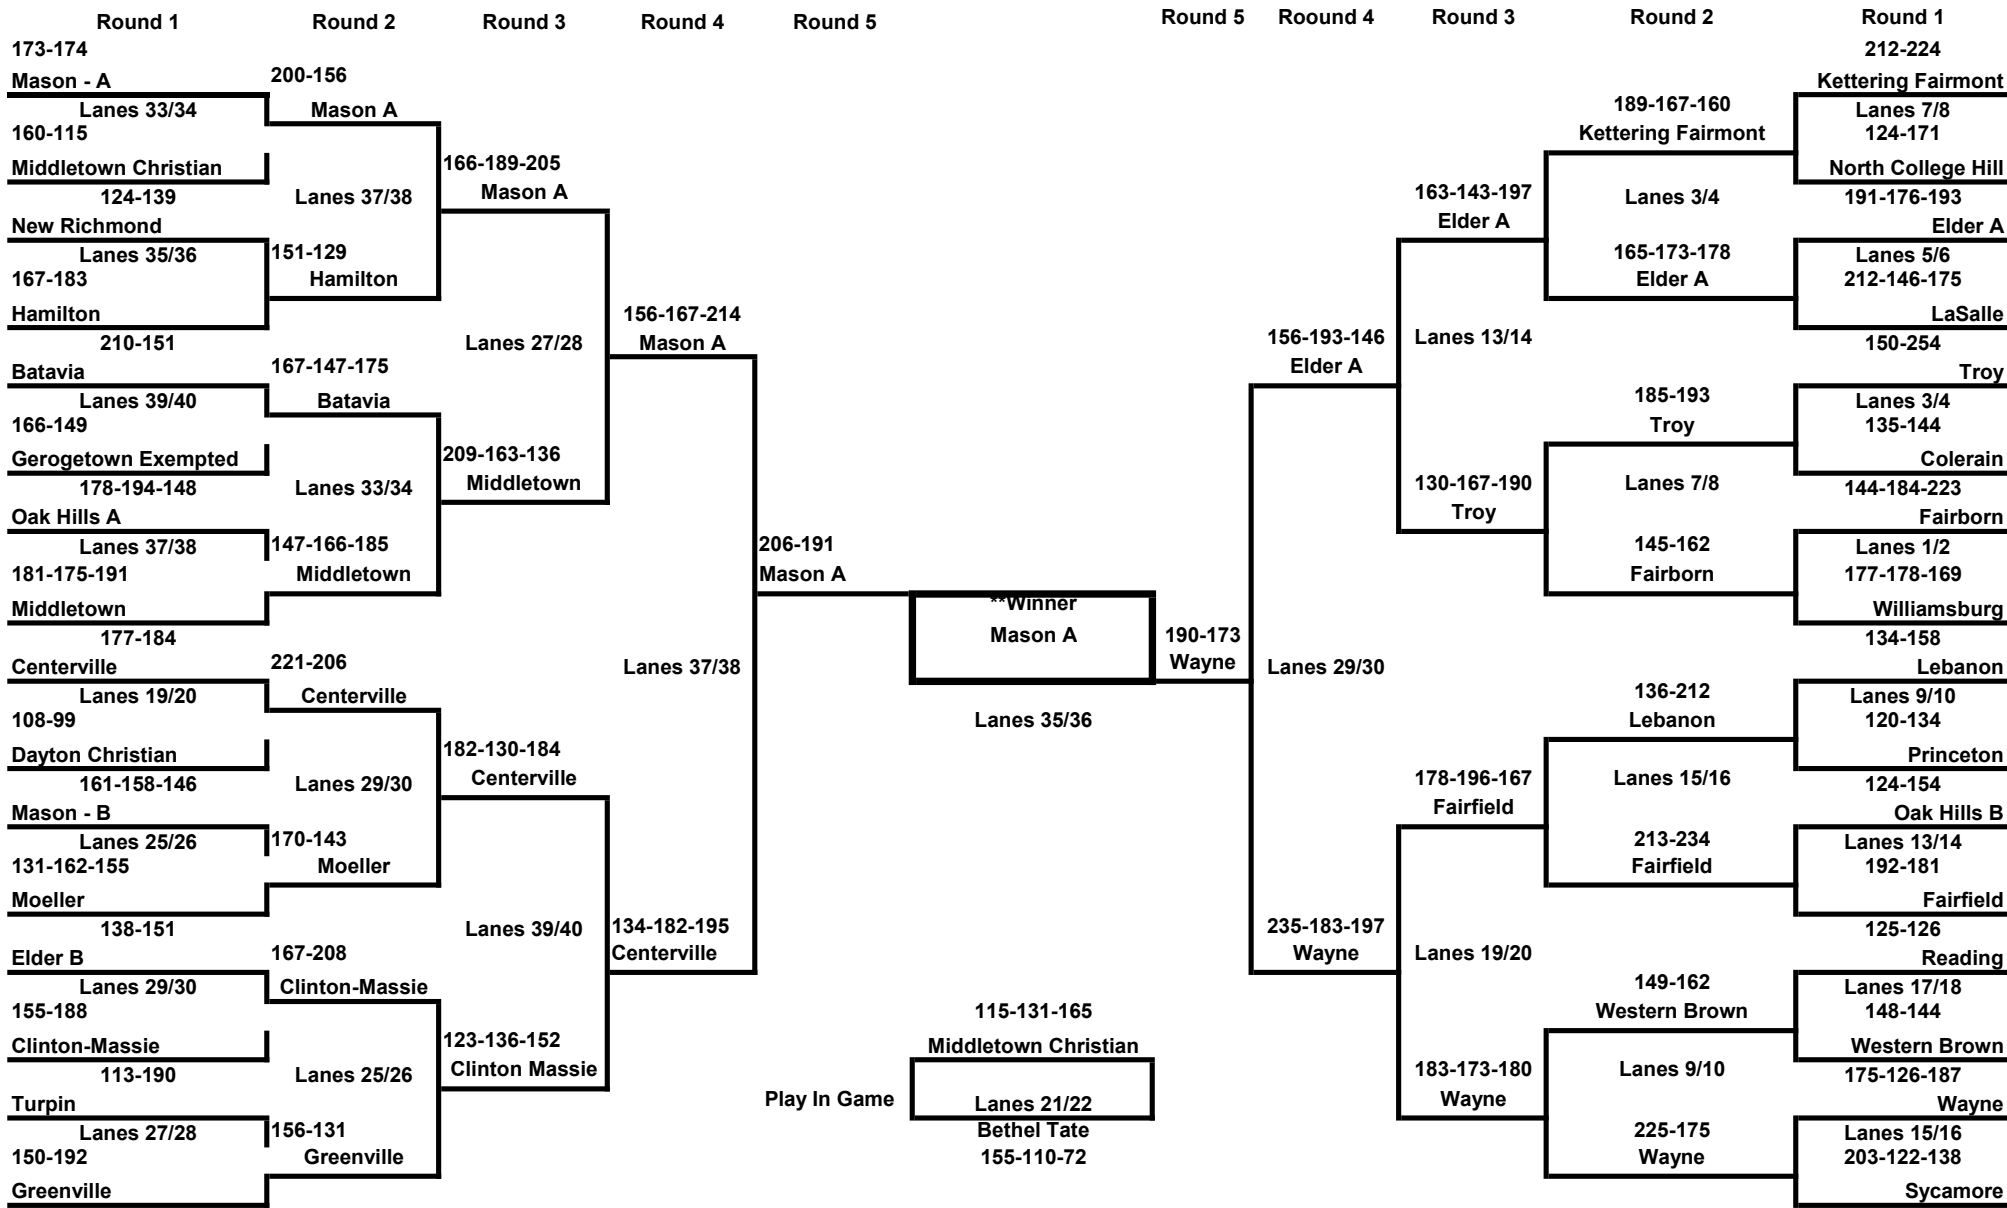 Round 1 Round 2 Round 3 Round 4 Round 5 Round 5 Roound 4 Round 3 Round 2 Round 1
173-174
Mason - A
Lanes 33/34
160-115
Middletown Christian
124-139
New Richmond
Lanes 35/36
167-183
Hamilton
210-151
Batavia
Lanes 39/40
166-149
Gerogetown Exempted
178-194-148
Oak Hills A
Lanes 37/38
181-175-191
Middletown
177-184
Centerville
Lanes 19/20
108-99
Dayton Christian
161-158-146
Mason - B
Lanes 25/26
131-162-155
Moeller
138-151
Elder B
Lanes 29/30
155-188
Clinton-Massie
113-190
Turpin
Lanes 27/28
150-192
Greenville
200-156
Mason A
Lanes 37/38
151-129
Hamilton
167-147-175
Batavia
Lanes 33/34
147-166-185
Middletown
221-206
Centerville
Lanes 29/30
170-143
Moeller
167-208
Clinton-Massie
Lanes 25/26
156-131
Greenville
166-189-205
Mason A
Lanes 27/28
209-163-136
Middletown
182-130-184
Centerville
Lanes 39/40
123-136-152
Clinton Massie
156-167-214
Mason A
Lanes 37/38
134-182-195
Centerville
206-191
Mason A
**Winner
Mason A
Lanes 35/36
115-131-165
Middletown Christian
Play In Game
Lanes 21/22
Bethel Tate
155-110-72
190-173
Wayne
156-193-146
Elder A
Lanes 29/30
235-183-197
Wayne
163-143-197
Elder A
Lanes 13/14
130-167-190
Troy
178-196-167
Fairfield
Lanes 19/20
183-173-180
Wayne
189-167-160
Kettering Fairmont
Lanes 3/4
165-173-178
Elder A
185-193
Troy
Lanes 7/8
145-162
Fairborn
136-212
Lebanon
Lanes 15/16
213-234
Fairfield
149-162
Western Brown
Lanes 9/10
225-175
Wayne
212-224
Kettering Fairmont
Lanes 7/8
124-171
North College Hill
191-176-193
Elder A
Lanes 5/6
212-146-175
LaSalle
150-254
Troy
Lanes 3/4
135-144
Colerain
144-184-223
Fairborn
Lanes 1/2
177-178-169
Williamsburg
134-158
Lebanon
Lanes 9/10
120-134
Princeton
124-154
Oak Hills B
Lanes 13/14
192-181
Fairfield
125-126
Reading
Lanes 17/18
148-144
Western Brown
175-126-187
Wayne
Lanes 15/16
203-122-138
Sycamore